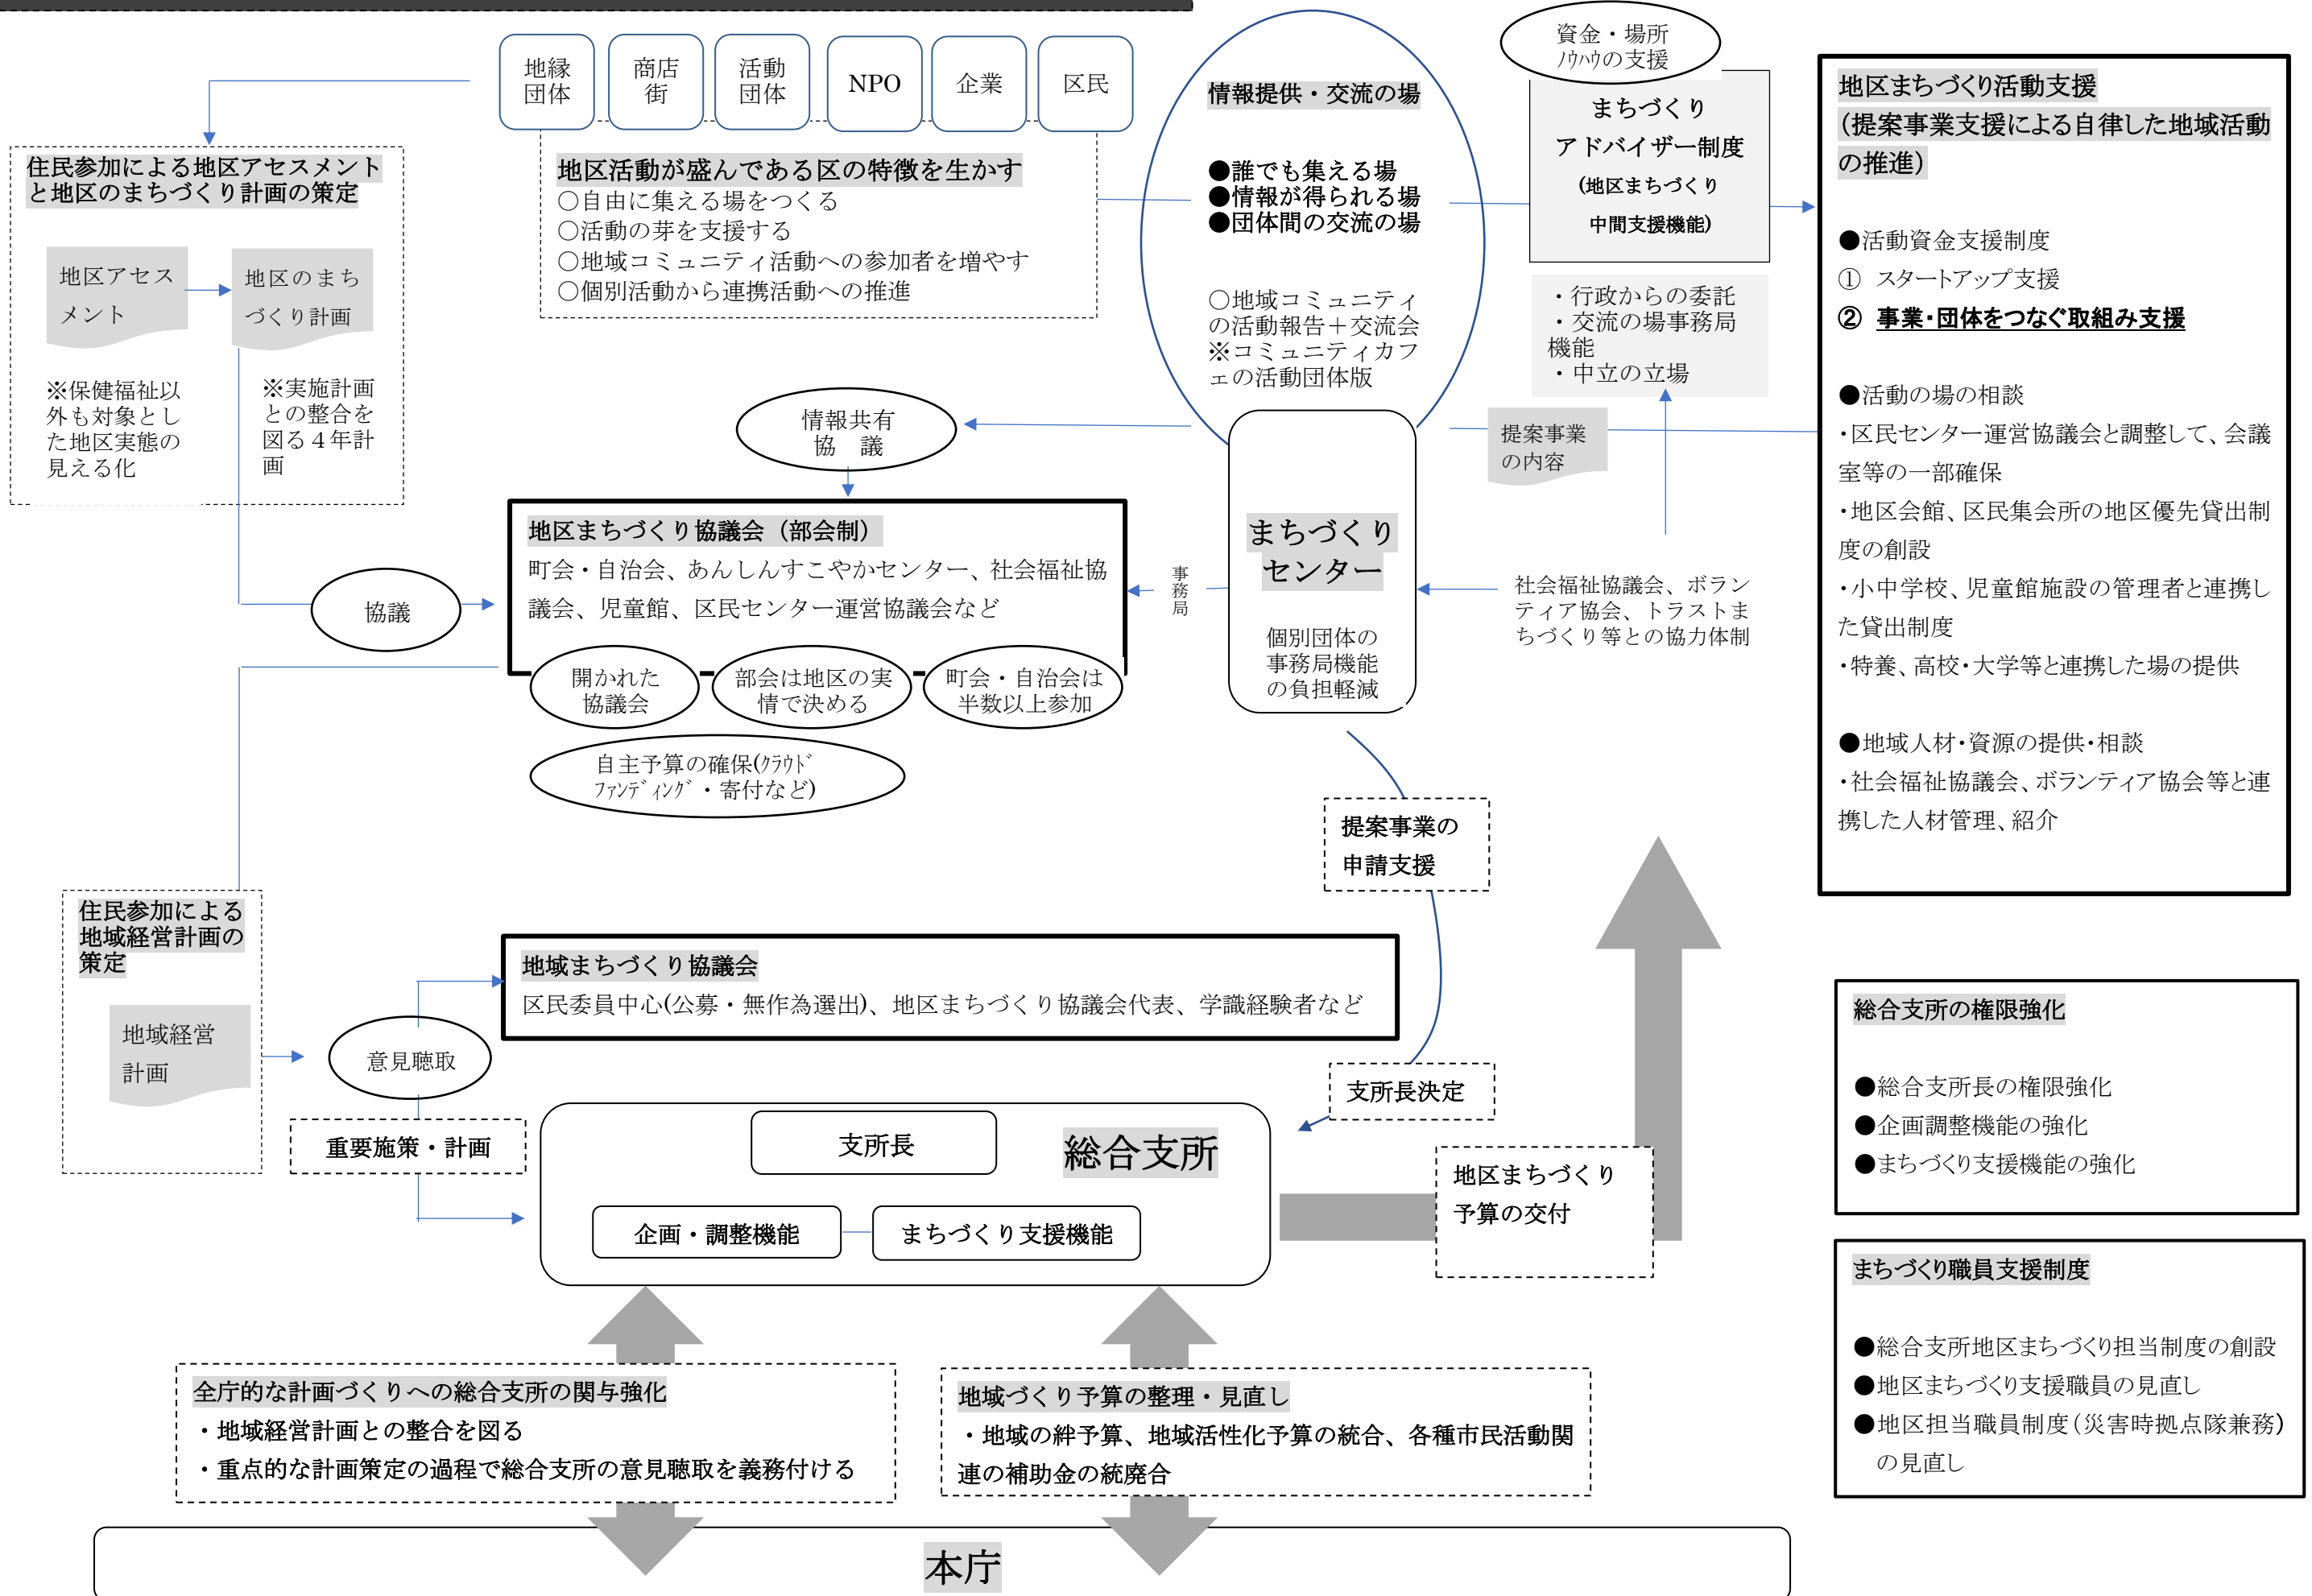 地縁
団体
商店
街
活動
団体
NPO
企業
区民
資金・場所
ﾉｳﾊｳの支援
情報提供・交流の場
●誰でも集える場
●情報が得られる場
●団体間の交流の場
○地域コミュニティ
の活動報告＋交流会
※コミュニティカフ
ェの活動団体版
まちづくり
アドバイザー制度
(地区まちづくり
中間支援機能)
・行政からの委託
・交流の場事務局
機能
・中立の立場
地区まちづくり活動支援
（提案事業支援による自律した地域活動
の推進）
●活動資金支援制度
① スタートアップ支援
② 事業・団体をつなぐ取組み支援
●活動の場の相談
・区民センター運営協議会と調整して、会議
室等の一部確保
・地区会館、区民集会所の地区優先貸出制
度の創設
・小中学校、児童館施設の管理者と連携し
た貸出制度
・特養、高校・大学等と連携した場の提供
●地域人材・資源の提供・相談
・社会福祉協議会、ボランティア協会等と連
携した人材管理、紹介
住民参加による地区アセスメント
と地区のまちづくり計画の策定
地区アセス
メント
地区のまち
づくり計画
※保健福祉以
外も対象とし
た地区実態の
見える化
※実施計画
との整合を
図る４年計
画
地区活動が盛んである区の特徴を生かす
○自由に集える場をつくる
○活動の芽を支援する
○地域コミュニティ活動への参加者を増やす
○個別活動から連携活動への推進
情報共有
協　議
提案事業
の内容
地区まちづくり協議会（部会制）
町会・自治会、あんしんすこやかセンター、社会福祉協
議会、児童館、区民センター運営協議会など
協議
事務局
まちづくり
センター
個別団体の
事務局機能
の負担軽減
社会福祉協議会、ボラン
ティア協会、トラストま
ちづくり等との協力体制
開かれた
協議会
部会は地区の実
情で決める
町会・自治会は
半数以上参加
自主予算の確保(ｸﾗｳﾄﾞ
ﾌｧﾝﾃﾞｨﾝｸﾞ・寄付など)
提案事業の
申請支援
住民参加による
地域経営計画の
策定
地域経営
計画
地域まちづくり協議会
区民委員中心(公募・無作為選出)、地区まちづくり協議会代表、学識経験者など
意見聴取
重要施策・計画
支所長決定
支所長
総合支所
企画・調整機能
まちづくり支援機能
地区まちづくり
予算の交付
総合支所の権限強化
●総合支所長の権限強化
●企画調整機能の強化
●まちづくり支援機能の強化
まちづくり職員支援制度
●総合支所地区まちづくり担当制度の創設
●地区まちづくり支援職員の見直し
●地区担当職員制度（災害時拠点隊兼務）
の見直し
全庁的な計画づくりへの総合支所の関与強化
・地域経営計画との整合を図る
・重点的な計画策定の過程で総合支所の意見聴取を義務付ける
地域づくり予算の整理・見直し
・地域の絆予算、地域活性化予算の統合、各種市民活動関
連の補助金の統廃合
本庁